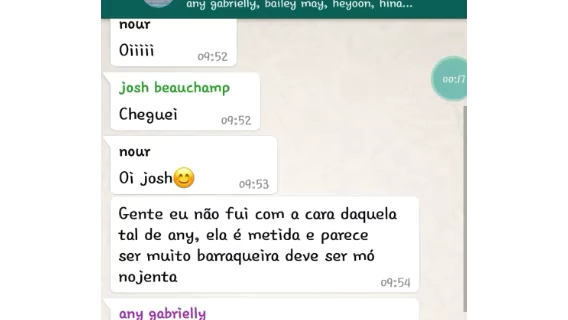 any gabrielly, bailey may, heyoon, hina...
nour
Oiiiii
09:52
josh beauchamp
Cheguei
09:52
nour
Oi josh😊
09:53
Gente eu não fui com a cara daquela
tal de any, ela é metida e parece
ser muito barraqueira deve ser mó
nojenta
09:54
any gabrielly
00:17